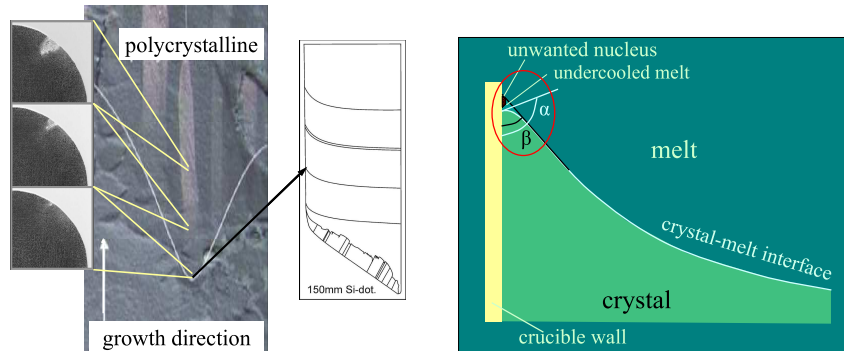 polycrystalline
growth direction
150mm Si-dot.
unwanted nucleus
undercooled melt
α
β
melt
crystal-melt interface
crystal
crucible wall